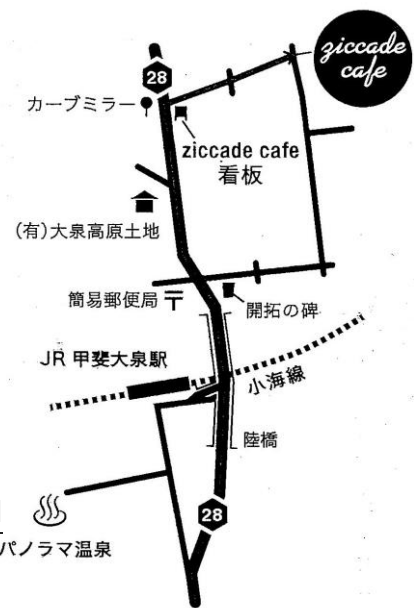 ziccade
cafe
28
カーブミラー
ziccade cafe
看板
(有)大泉高原土地
簡易郵便局 〒
開拓の碑
JR 甲斐大泉駅
小海線
陸橋
28
パノラマ温泉